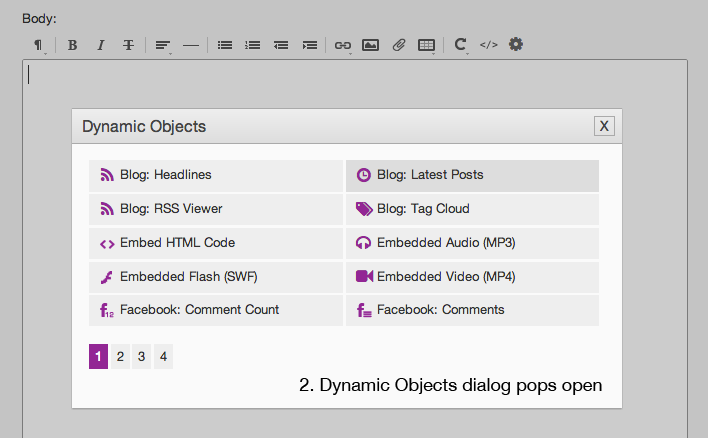 Body:
¶ B I T C </>
Dynamic Objects X
Blog: Headlines Blog: Latest Posts
Blog: RSS Viewer Blog: Tag Cloud
Embed HTML Code Embedded Audio (MP3)
Embedded Flash (SWF) Embedded Video (MP4)
f12 Facebook: Comment Count f Facebook: Comments
1 2 3 4
2. Dynamic Objects dialog pops open